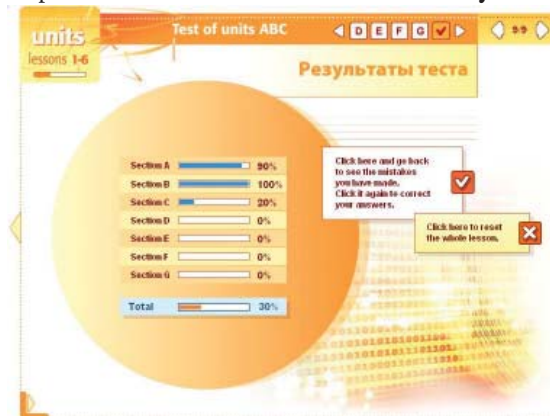 units
lessons 1-6
Test of units ABC
D E F G
Результаты теста
Section A 90%
Section B 100%
Section C 20%
Section D 0%
Section E 0%
Section F 0%
Section G 0%
Total 30%
Click here and go back
to see the mistakes
you have made.
Click it again to correct
your answers.
Click here to reset
the whole lesson.